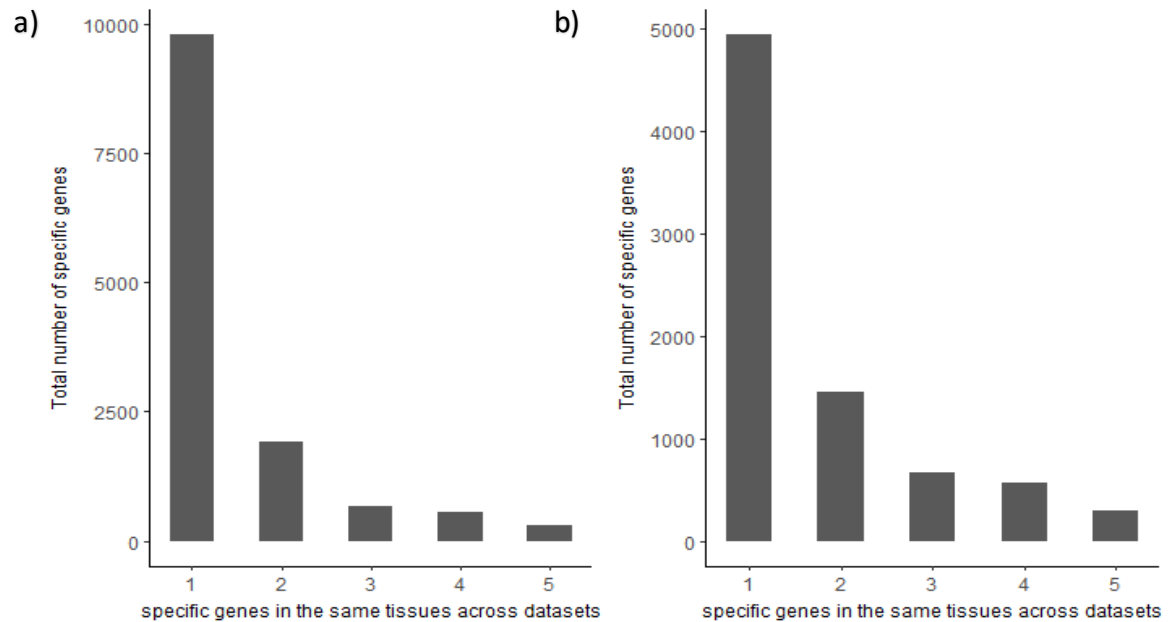 a)
Total number of specific genes
10000
7500
5000
2500
0
1 2 3 4 5
specific genes in the same tissues across datasets
b)
Total number of specific genes
5000
4000
3000
2000
1000
0
1 2 3 4 5
specific genes in the same tissues across datasets